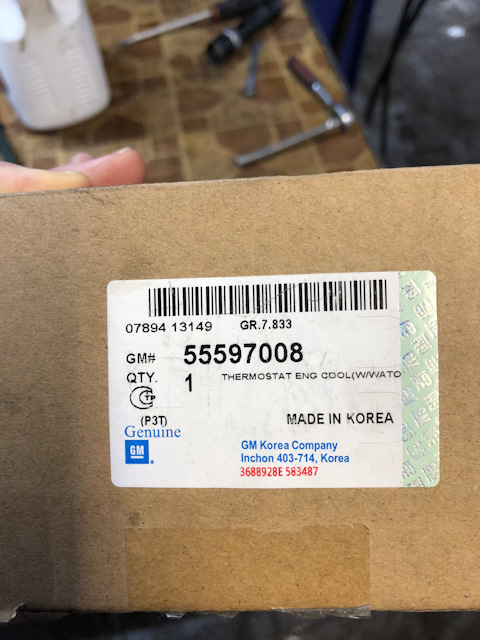 07894 13149 GR.7.833
GM# 55597008
QTY. 1 THERMOSTAT ENG COOL(W/WATO
CTP
(P3T) MADE IN KOREA
Genuine
GM
GM Korea Company
Inchon 403-714, Korea
3688928E 583487